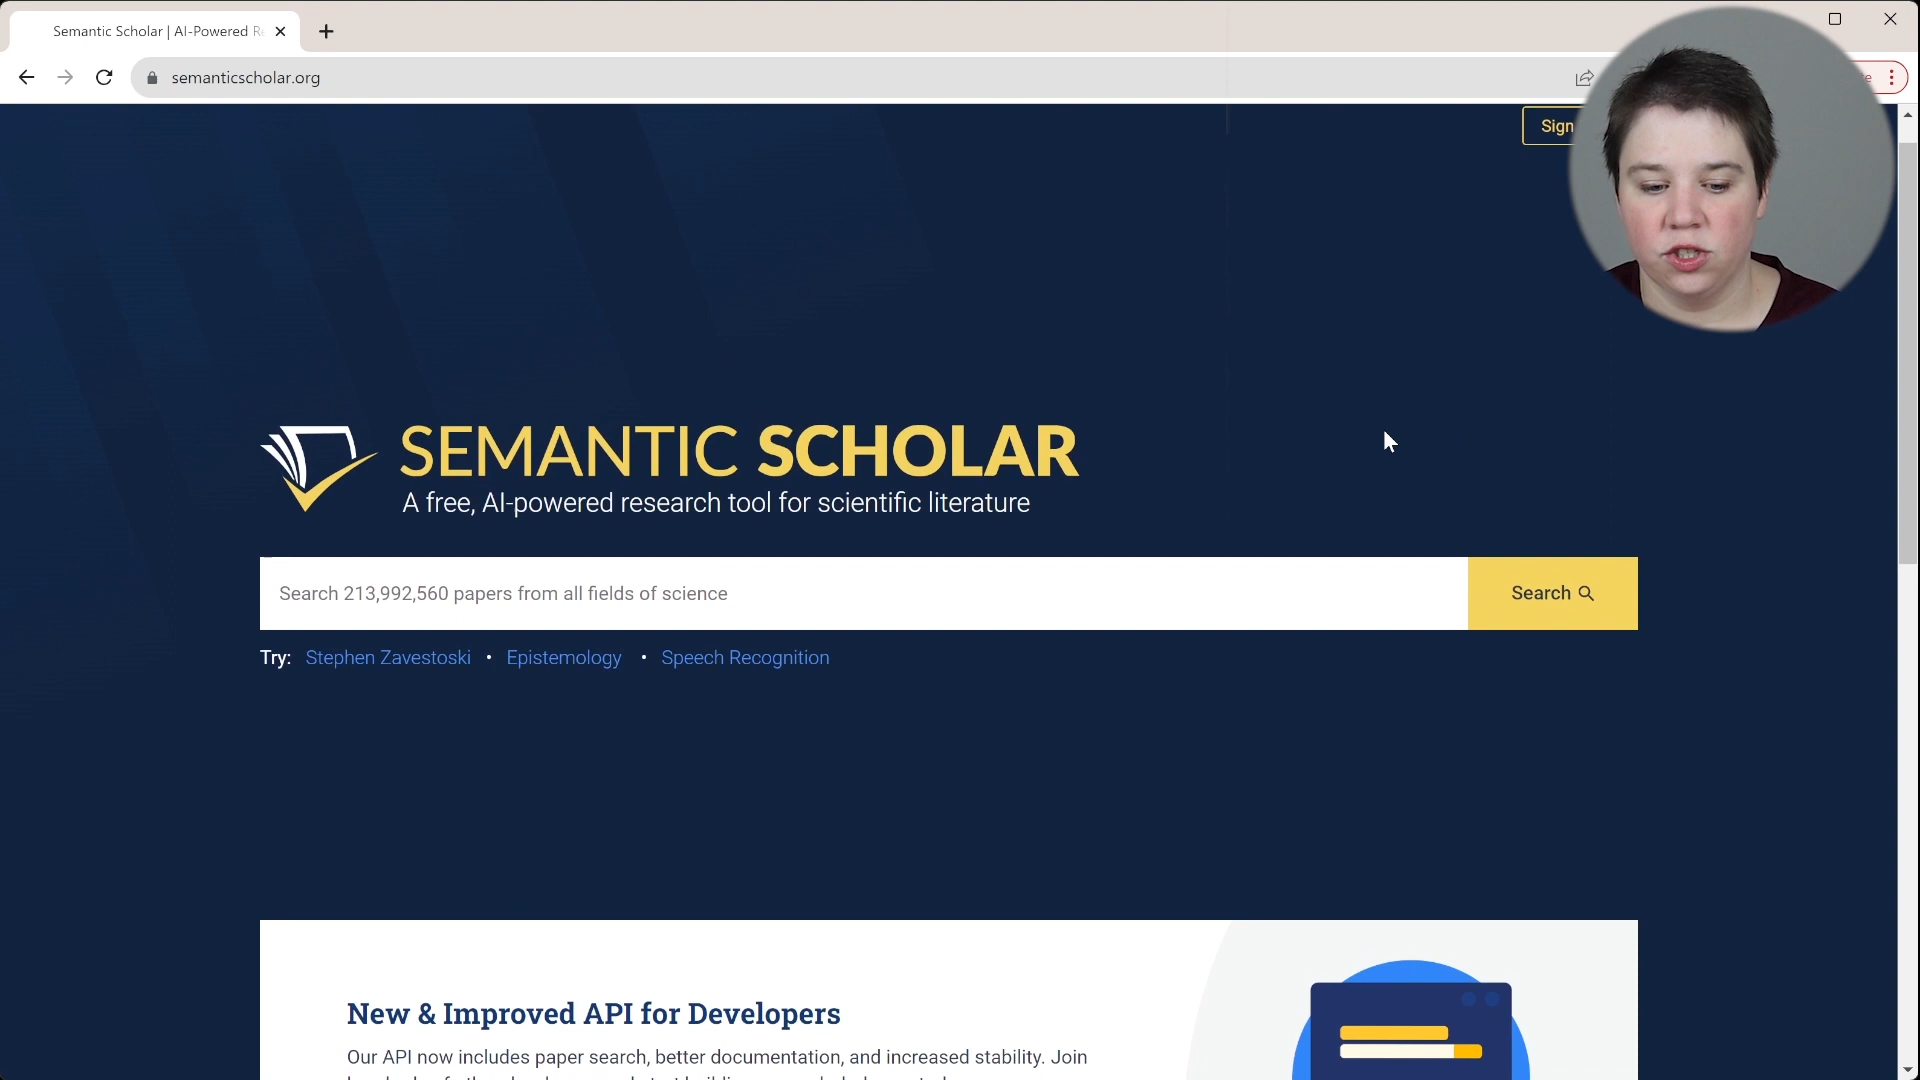 Semantic Scholar | AI-Powered Re
semanticscholar.org
Sign
SEMANTIC SCHOLAR
A free, AI-powered research tool for scientific literature
Search 213,992,560 papers from all fields of science
Search
Try: Stephen Zavestoski • Epistemology • Speech Recognition
New & Improved API for Developers
Our API now includes paper search, better documentation, and increased stability. Join